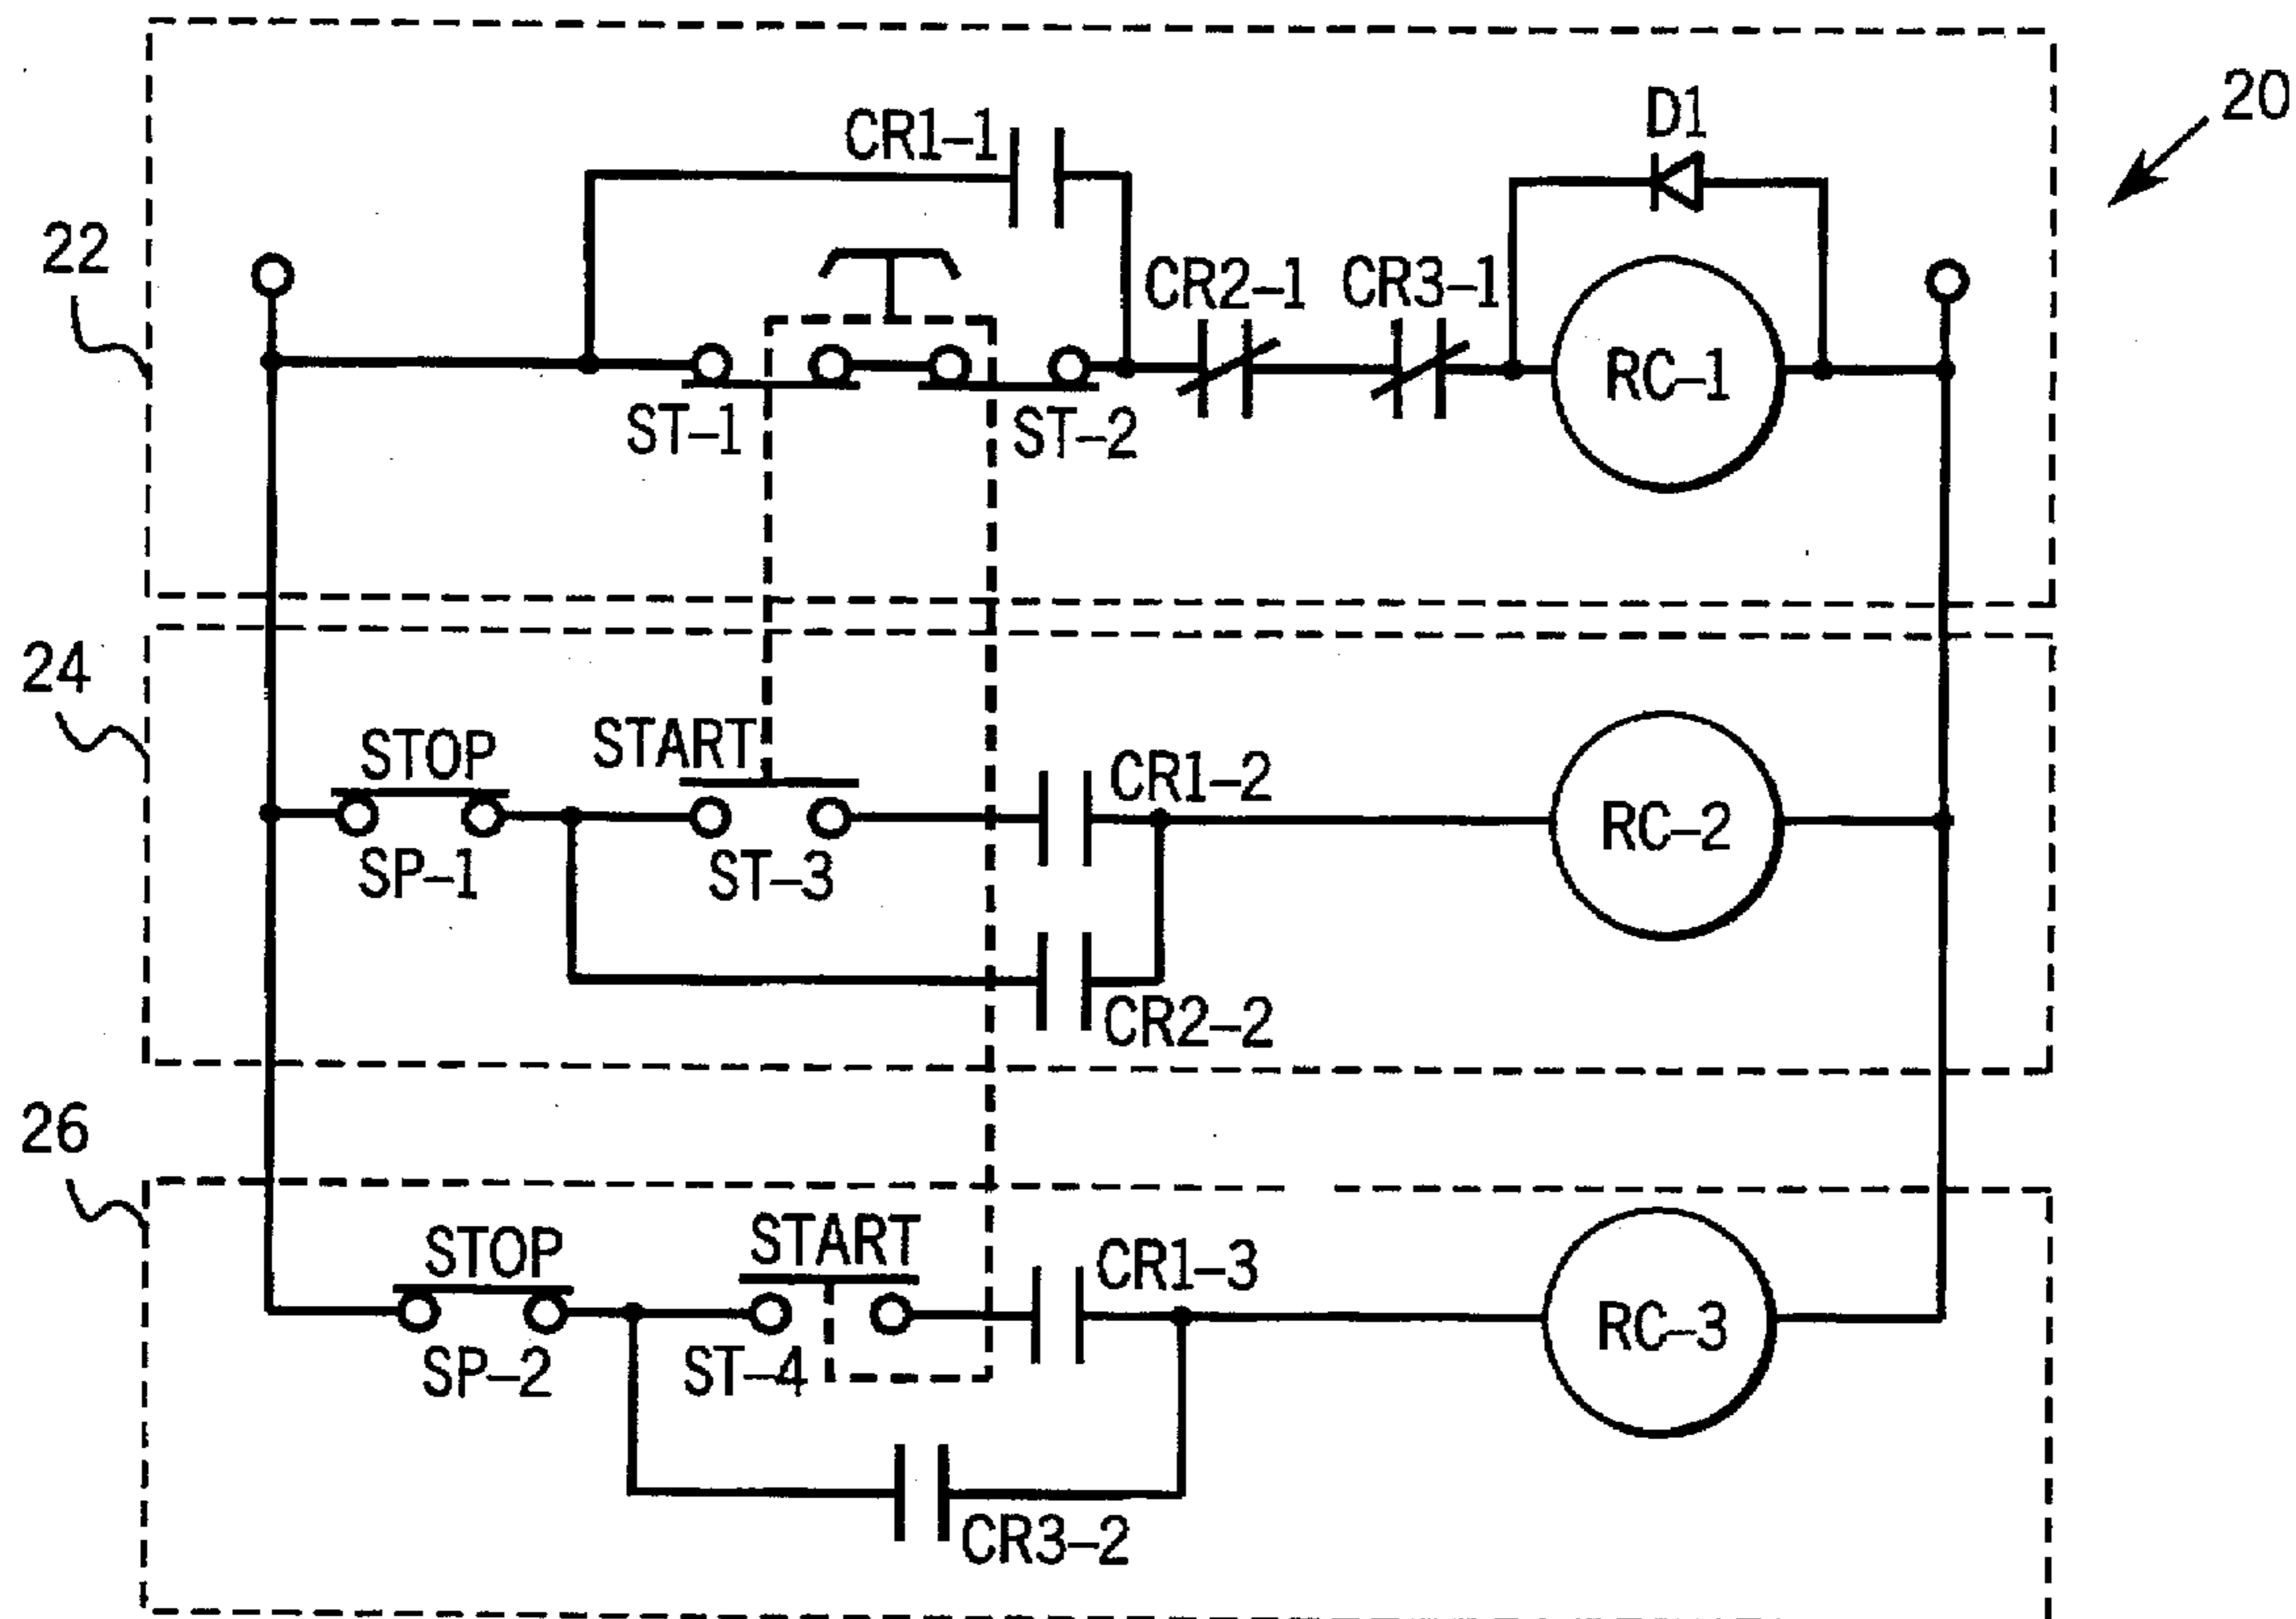 20
D1
CR1-1
22
CR2-1
CR3-1
RC-1
ST-1
ST-2
24
STOP
START
CR1-2
RC-2
SP-1
ST-3
CR2-2
26
STOP
START
CR1-3
RC-3
SP-2
ST-4
CR3-2